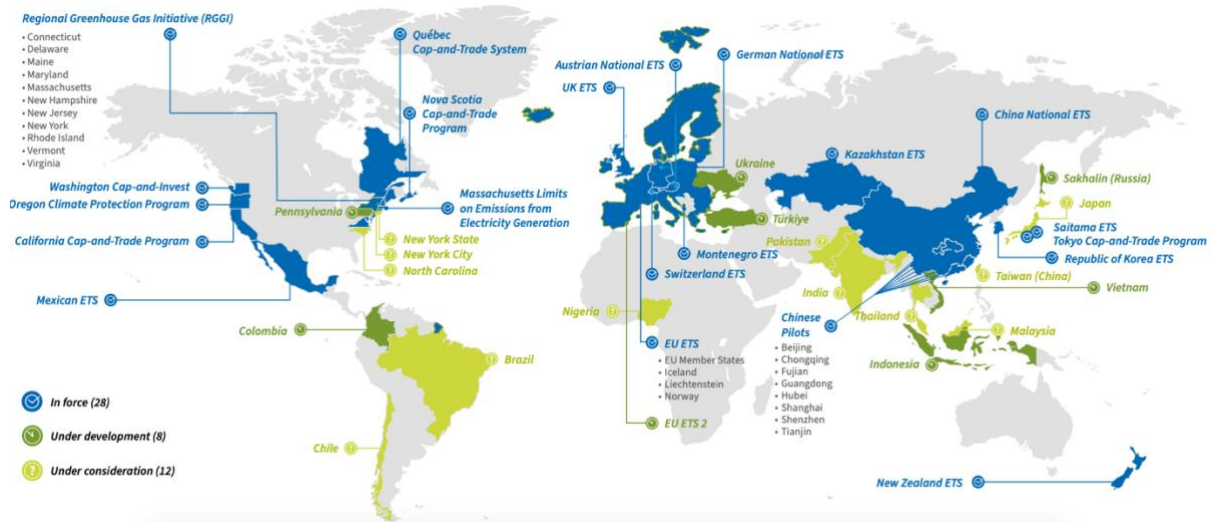 Regional Greenhouse Gas Initiative (RGGI)
• Connecticut
• Delaware
• Maine
• Maryland
• Massachusetts
• New Hampshire
• New Jersey
• New York
• Rhode Island
• Vermont
• Virginia
Québec
Cap-and-Trade System
Nova Scotia
Cap-and-Trade
Program
Washington Cap-and-Invest
Oregon Climate Protection Program
California Cap-and-Trade Program
Pennsylvania
Massachusetts Limits
on Emissions from
Electricity Generation
New York State
New York City
North Carolina
Mexican ETS
Colombia
Brazil
Chile
Austrian National ETS
German National ETS
UK ETS
Ukraine
Türkiye
Montenegro ETS
Switzerland ETS
Nigeria
EU ETS
• EU Member States
• Iceland
• Liechtenstein
• Norway
EU ETS 2
Kazakhstan ETS
China National ETS
Sakhalin (Russia)
Japan
Saitama ETS
Tokyo Cap-and-Trade Program
Republic of Korea ETS
Pakistan
India
Taiwan (China)
Vietnam
Thailand
Malaysia
Indonesia
Chinese
Pilots
• Beijing
• Chongqing
• Fujian
• Guangdong
• Hubei
• Shanghai
• Shenzhen
• Tianjin
New Zealand ETS
In force (28)
Under development (8)
? Under consideration (12)